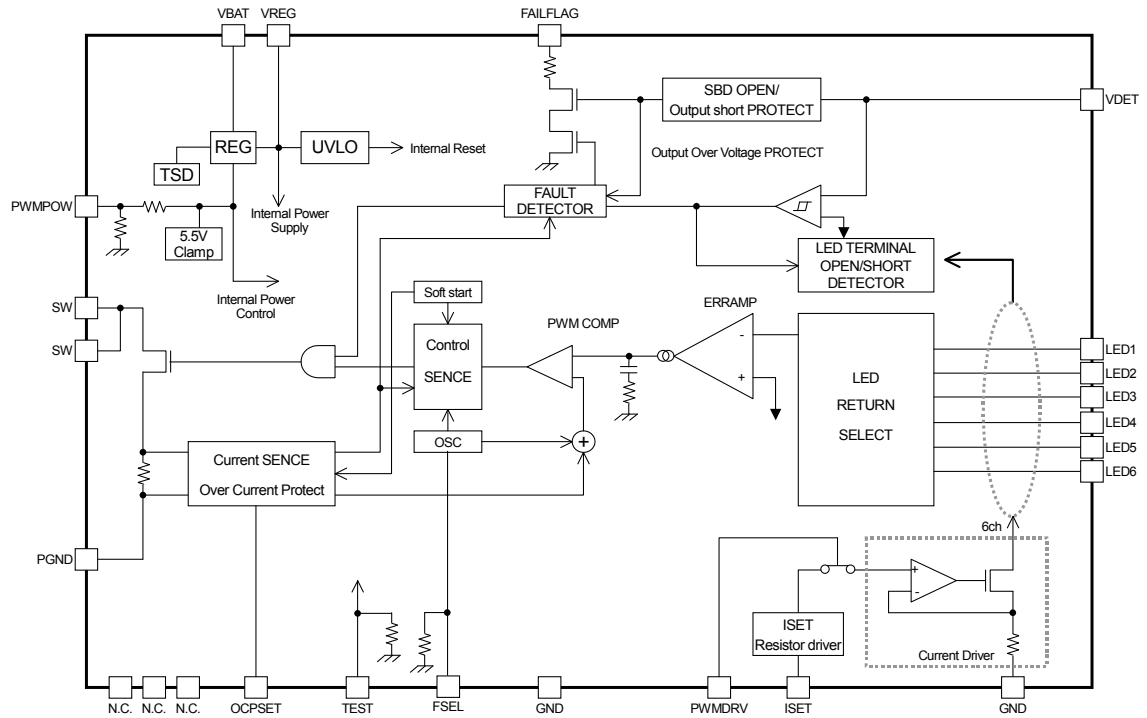 VBAT VREG FAILFLAG
SBD OPEN/
Output short PROTECT
VDET
REG
UVLO
Internal Reset
TSD
Output Over Voltage PROTECT
PWMPOW
5.5V
Clamp
Internal Power
Supply
FAULT
DETECTOR
LED TERMINAL
OPEN/SHORT
DETECTOR
Internal Power
Control
SW
SW
Soft start
Control
SENCE
PWM COMP
ERRAMP
-
+
LED
RETURN
SELECT
LED1
LED2
LED3
LED4
LED5
LED6
OSC
+
Current SENCE
Over Current Protect
PGND
6ch
+
-
ISET
Resistor driver
Current Driver
N.C. N.C. N.C. OCPSET TEST FSEL GND PWMDRV ISET GND